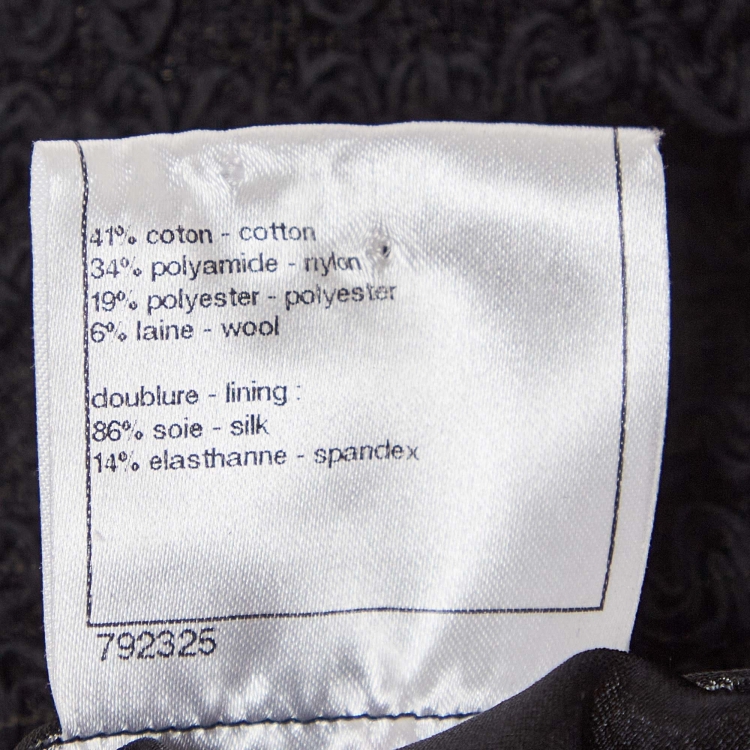 41% coton - cotton
34% polyamide - nylon
19% polyester - polyester
6% laine - wool
doublure - lining :
86% soie - silk
14% elasthanne - spandex
792325